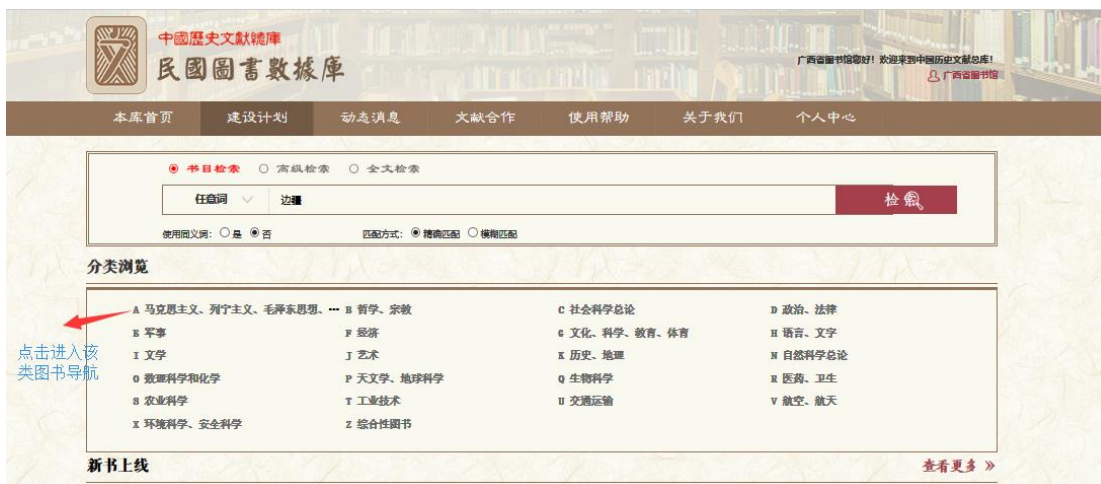 中國歷史文獻總庫
民國圖書數據庫
广西省图书馆您好！欢迎来到中国历史文献总库！
广西省图书馆
本库首页 建设计划 动态消息 文献合作 使用帮助 关于我们 个人中心
书目检索 高级检索 全文检索
任意词 边疆 检索
使用同义词： 是 否 匹配方式： 精确匹配 模糊匹配
分类浏览
A 马克思主义、列宁主义、毛泽东思想、… B 哲学、宗教 C 社会科学总论 D 政治、法律
E 军事 F 经济 G 文化、科学、教育、体育 H 语言、文字
I 文学 J 艺术 K 历史、地理 N 自然科学总论
O 数理科学和化学 P 天文学、地球科学 Q 生物科学 R 医药、卫生
S 农业科学 T 工业技术 U 交通运输 V 航空、航天
X 环境科学、安全科学 Z 综合性图书
点击进入该
类图书导航
新书上线 查看更多 》